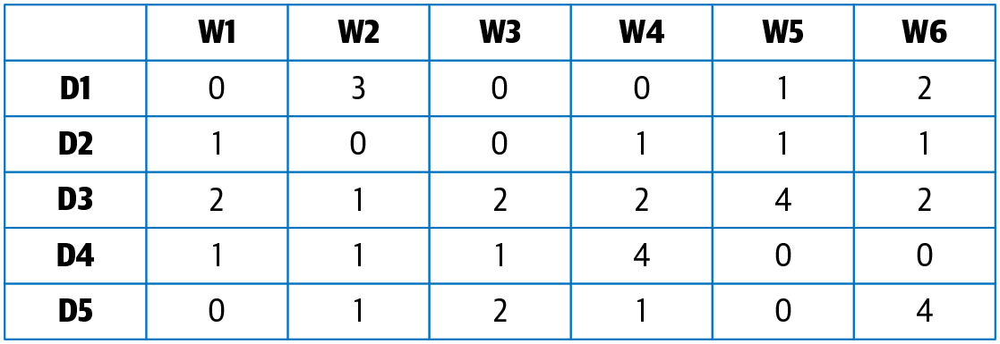 W1 W2 W3 W4 W5 W6
D1 0 3 0 0 1 2
D2 1 0 0 1 1 1
D3 2 1 2 2 4 2
D4 1 1 1 4 0 0
D5 0 1 2 1 0 4